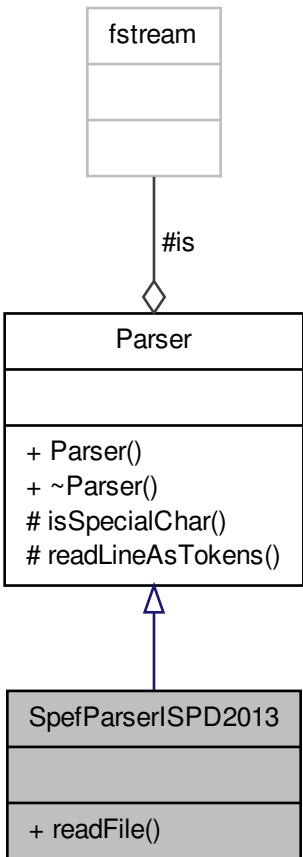 fstream
#is
Parser
+ Parser()
+ ~Parser()
# isSpecialChar()
# readLineAsTokens()
SpefParserISPD2013
+ readFile()